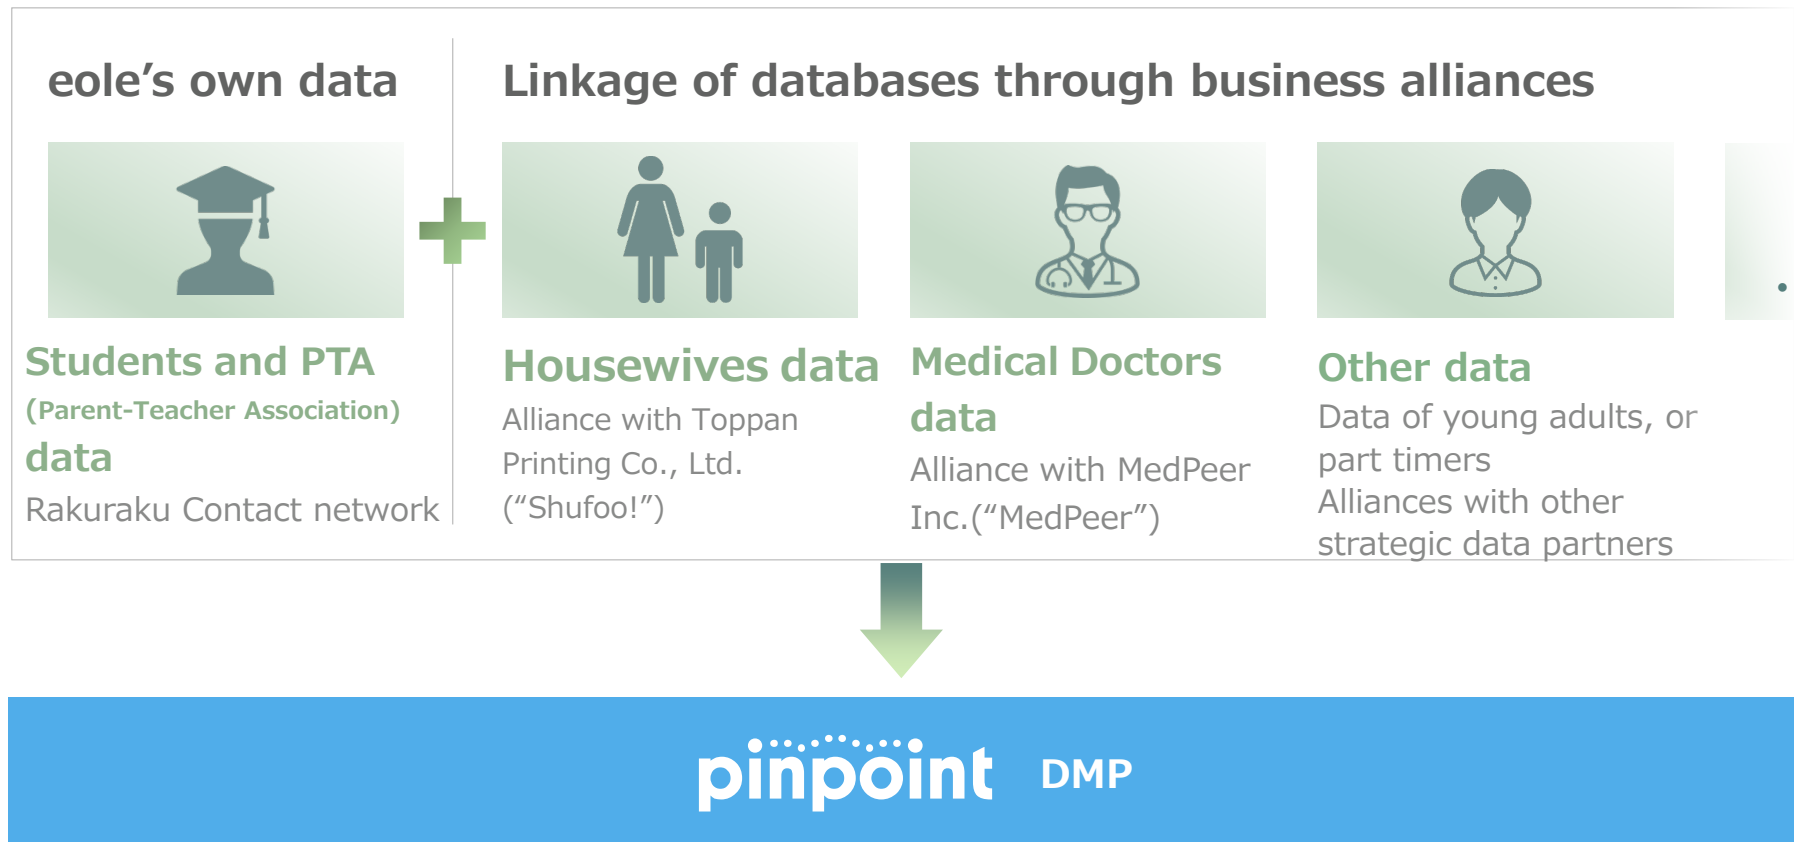 eole’s own data
Students and PTA
(Parent-Teacher Association)
data
Rakuraku Contact network
Linkage of databases through business alliances
Housewives data
Alliance with Toppan
Printing Co., Ltd.
(“Shufoo!”)
Medical Doctors
data
Alliance with MedPeer
Inc.(“MedPeer”)
Other data
Data of young adults, or
part timers
Alliances with other
strategic data partners
pinpoint DMP